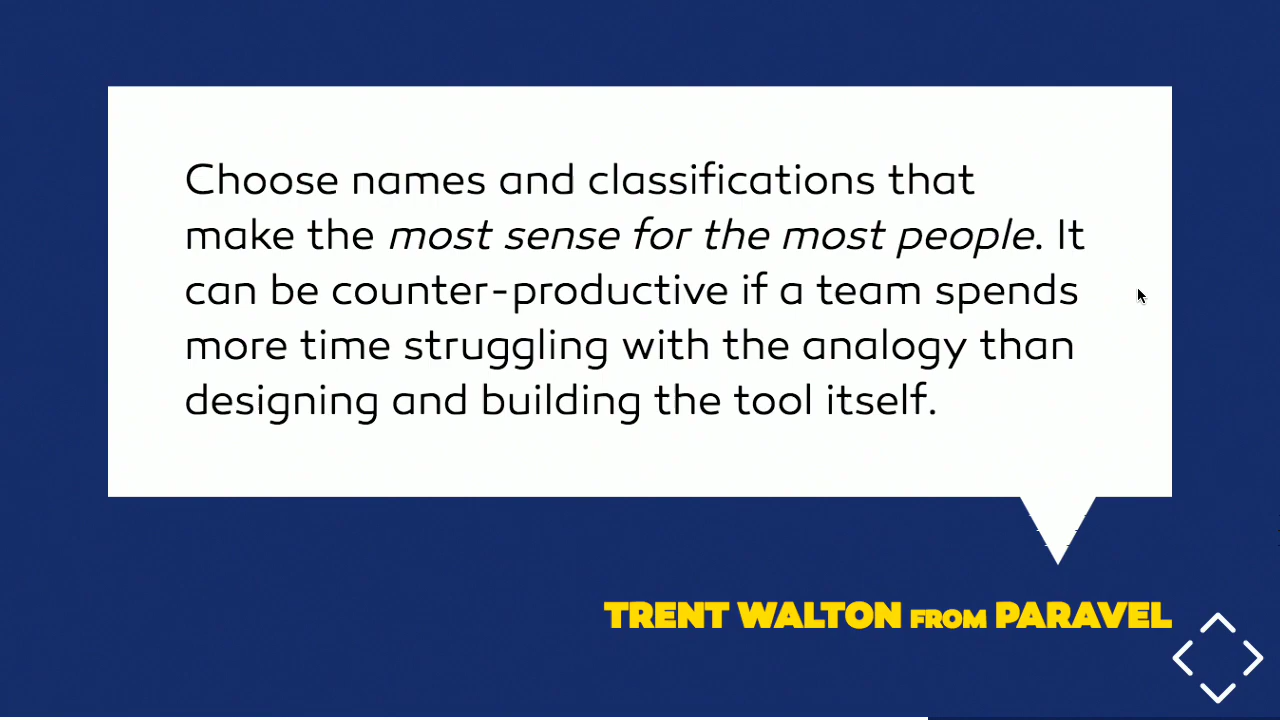 Choose names and classifications that
make the most sense for the most people. It
can be counter-productive if a team spends
more time struggling with the analogy than
designing and building the tool itself.
TRENT WALTON FROM PARAVEL